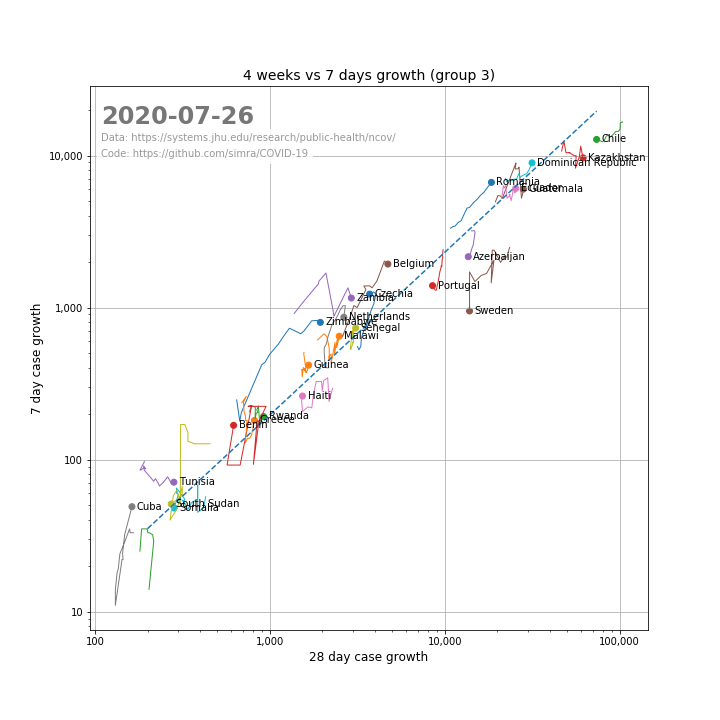 4 weeks vs 7 days growth (group 3)
2020-07-26
Data: https://systems.jhu.edu/research/public-health/ncov/
Code: https://github.com/simra/COVID-19
Chile
Kazakhstan
Dominican Republic
Romania
Ecuador
Guatemala
Azerbaijan
Belgium
Portugal
Czechia
Zambia
Sweden
Netherlands
Zimbabwe
Senegal
Malawi
Guinea
Haiti
Rwanda
Greece
Benin
Tunisia
South Sudan
Somalia
Cuba
10,000
1,000
100
10
7 day case growth
100
1,000
10,000
100,000
28 day case growth